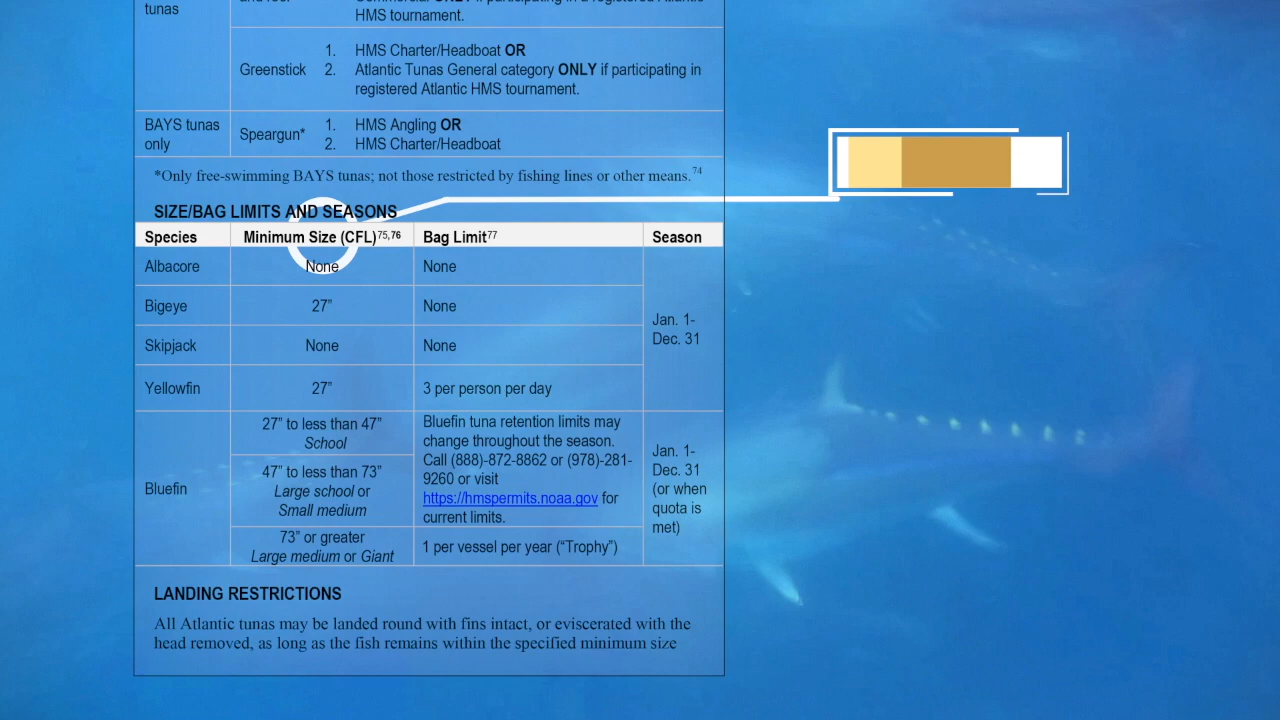 tunas
HMS tournament.
Greenstick
1. HMS Charter/Headboat OR
2. Atlantic Tunas General category ONLY if participating in
registered Atlantic HMS tournament.
BAYS tunas
only
Speargun*
1. HMS Angling OR
2. HMS Charter/Headboat
*Only free-swimming BAYS tunas; not those restricted by fishing lines or other means.74
SIZE/BAG LIMITS AND SEASONS
Species Minimum Size (CFL)75,76 Bag Limit77 Season
Albacore None None
Bigeye 27” None
Jan. 1-
Dec. 31
Skipjack None None
Yellowfin 27” 3 per person per day
Bluefin
27” to less than 47”
School
47” to less than 73”
Large school or
Small medium
73” or greater
Large medium or Giant
Bluefin tuna retention limits may
change throughout the season.
Call (888)-872-8862 or (978)-281-
9260 or visit
https://hmspermits.noaa.gov for
current limits.
1 per vessel per year (“Trophy”)
Jan. 1-
Dec. 31
(or when
quota is
met)
LANDING RESTRICTIONS
All Atlantic tunas may be landed round with fins intact, or eviscerated with the
head removed, as long as the fish remains within the specified minimum size